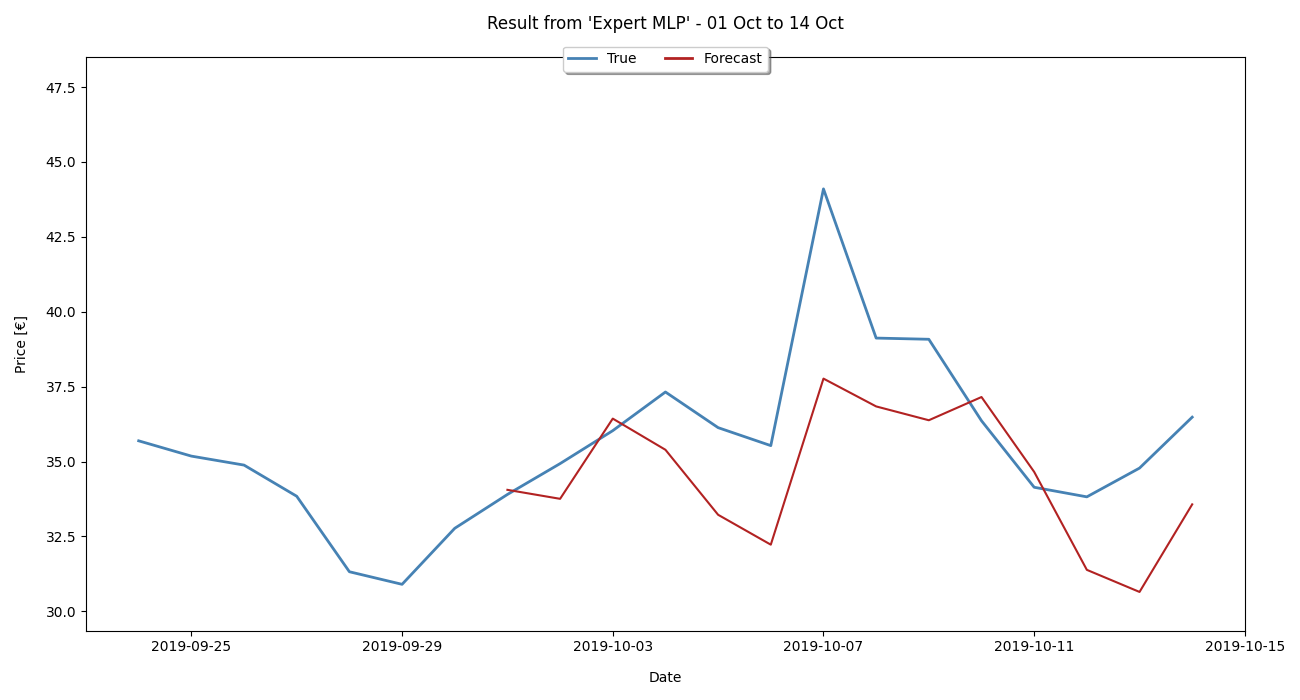 Result from 'Expert MLP' - 01 Oct to 14 Oct
True Forecast
47.5
45.0
42.5
40.0
37.5
35.0
32.5
30.0
Price [€]
2019-09-25 2019-09-29 2019-10-03 2019-10-07 2019-10-11 2019-10-15
Date